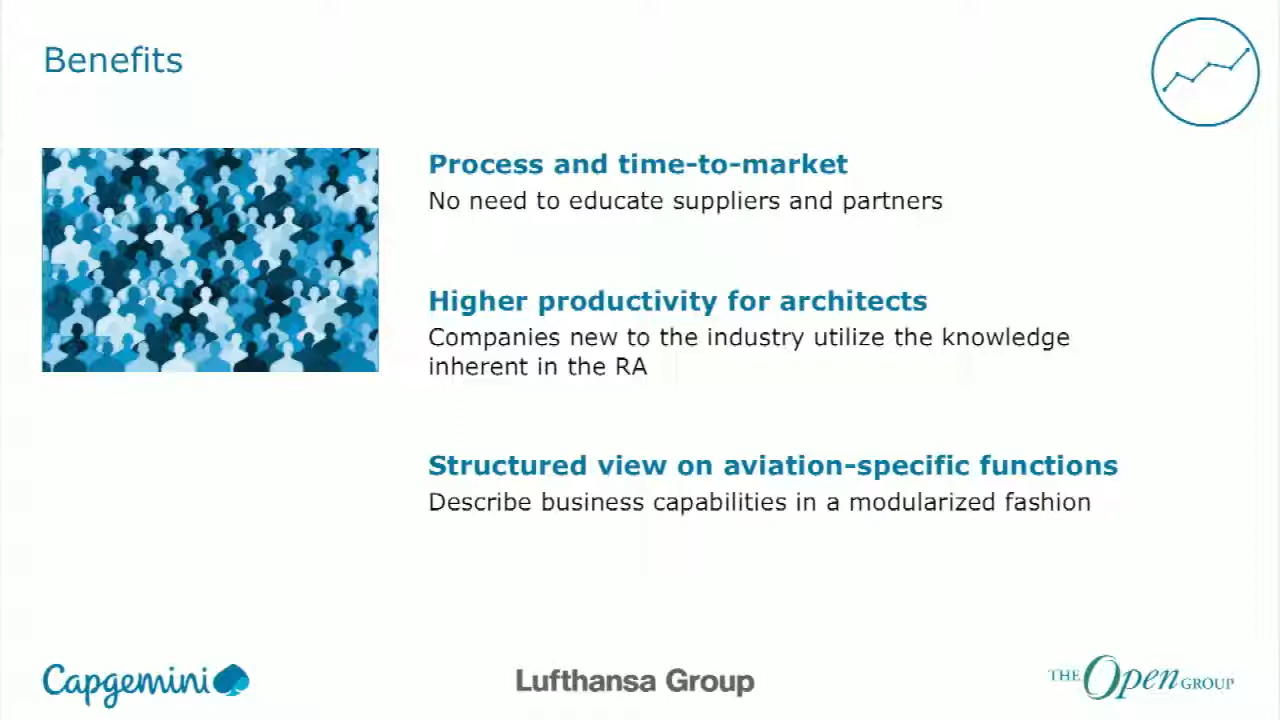 Benefits
Process and time-to-market
No need to educate suppliers and partners
Higher productivity for architects
Companies new to the industry utilize the knowledge
inherent in the RA
Structured view on aviation-specific functions
Describe business capabilities in a modularized fashion
Capgemini
Lufthansa Group
THE Open GROUP